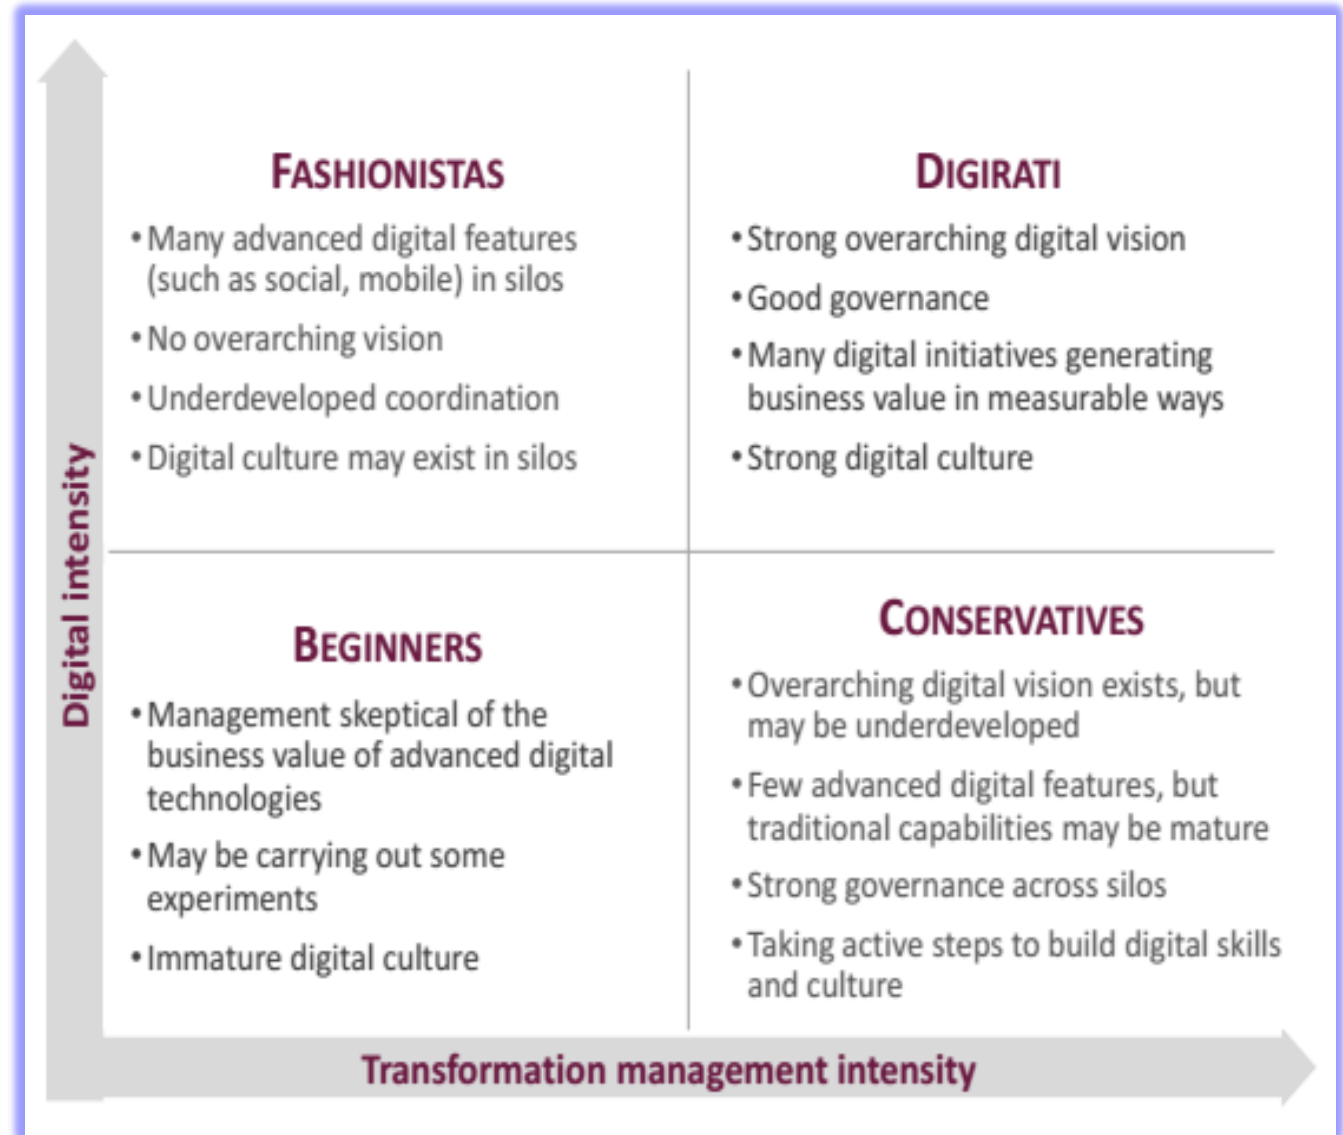 FASHIONISTAS
• Many advanced digital features
(such as social, mobile) in silos
• No overarching vision
• Underdeveloped coordination
• Digital culture may exist in silos
DIGIRATI
• Strong overarching digital vision
• Good governance
• Many digital initiatives generating
business value in measurable ways
• Strong digital culture
Digital intensity
BEGINNERS
• Management skeptical of the
business value of advanced digital
technologies
• May be carrying out some
experiments
• Immature digital culture
CONSERVATIVES
• Overarching digital vision exists, but
may be underdeveloped
• Few advanced digital features, but
traditional capabilities may be mature
• Strong governance across silos
• Taking active steps to build digital skills
and culture
Transformation management intensity